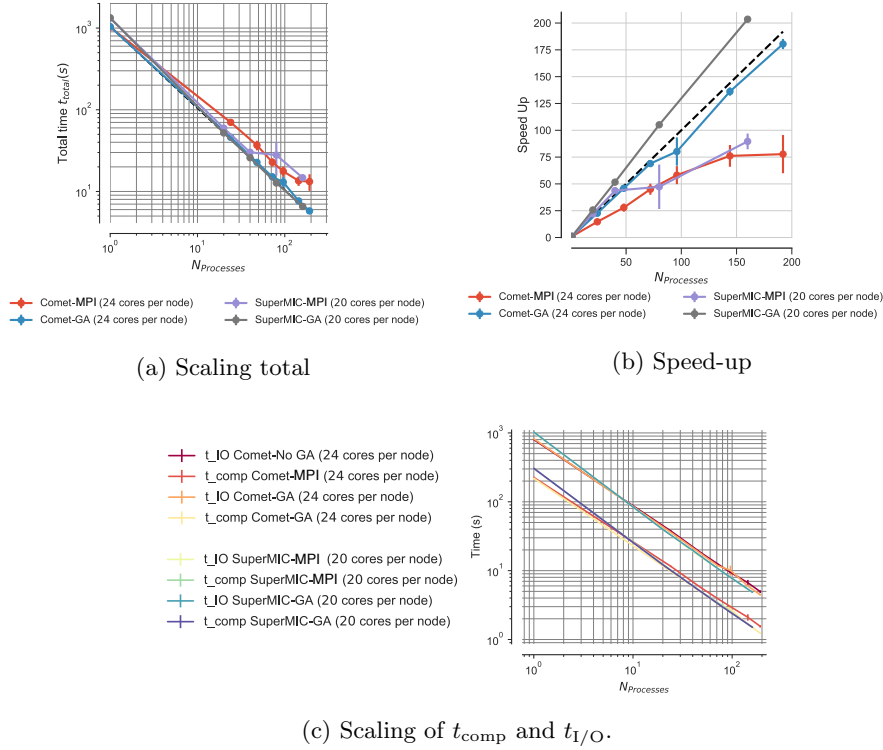 10³
10²
10¹
Total time t_total(s)
10⁰ 10¹ 10²
N_Processes
Comet-MPI (24 cores per node)
Comet-GA (24 cores per node)
SuperMIC-MPI (20 cores per node)
SuperMIC-GA (20 cores per node)
(a) Scaling total
200
175
150
125
100
75
50
25
0
Speed Up
50 100 150 200
N_Processes
Comet-MPI (24 cores per node)
Comet-GA (24 cores per node)
SuperMIC-MPI (20 cores per node)
SuperMIC-GA (20 cores per node)
(b) Speed-up
t_IO Comet-No GA (24 cores per node)
t_comp Comet-MPI (24 cores per node)
t_IO Comet-GA (24 cores per node)
t_comp Comet-GA (24 cores per node)
t_IO SuperMIC-MPI (20 cores per node)
t_comp SuperMIC-MPI (20 cores per node)
t_IO SuperMIC-GA (20 cores per node)
t_comp SuperMIC-GA (20 cores per node)
10³
10²
10¹
10⁰
Time (s)
10⁰ 10¹ 10²
N_Processes
(c) Scaling of t_comp and t_I/O.